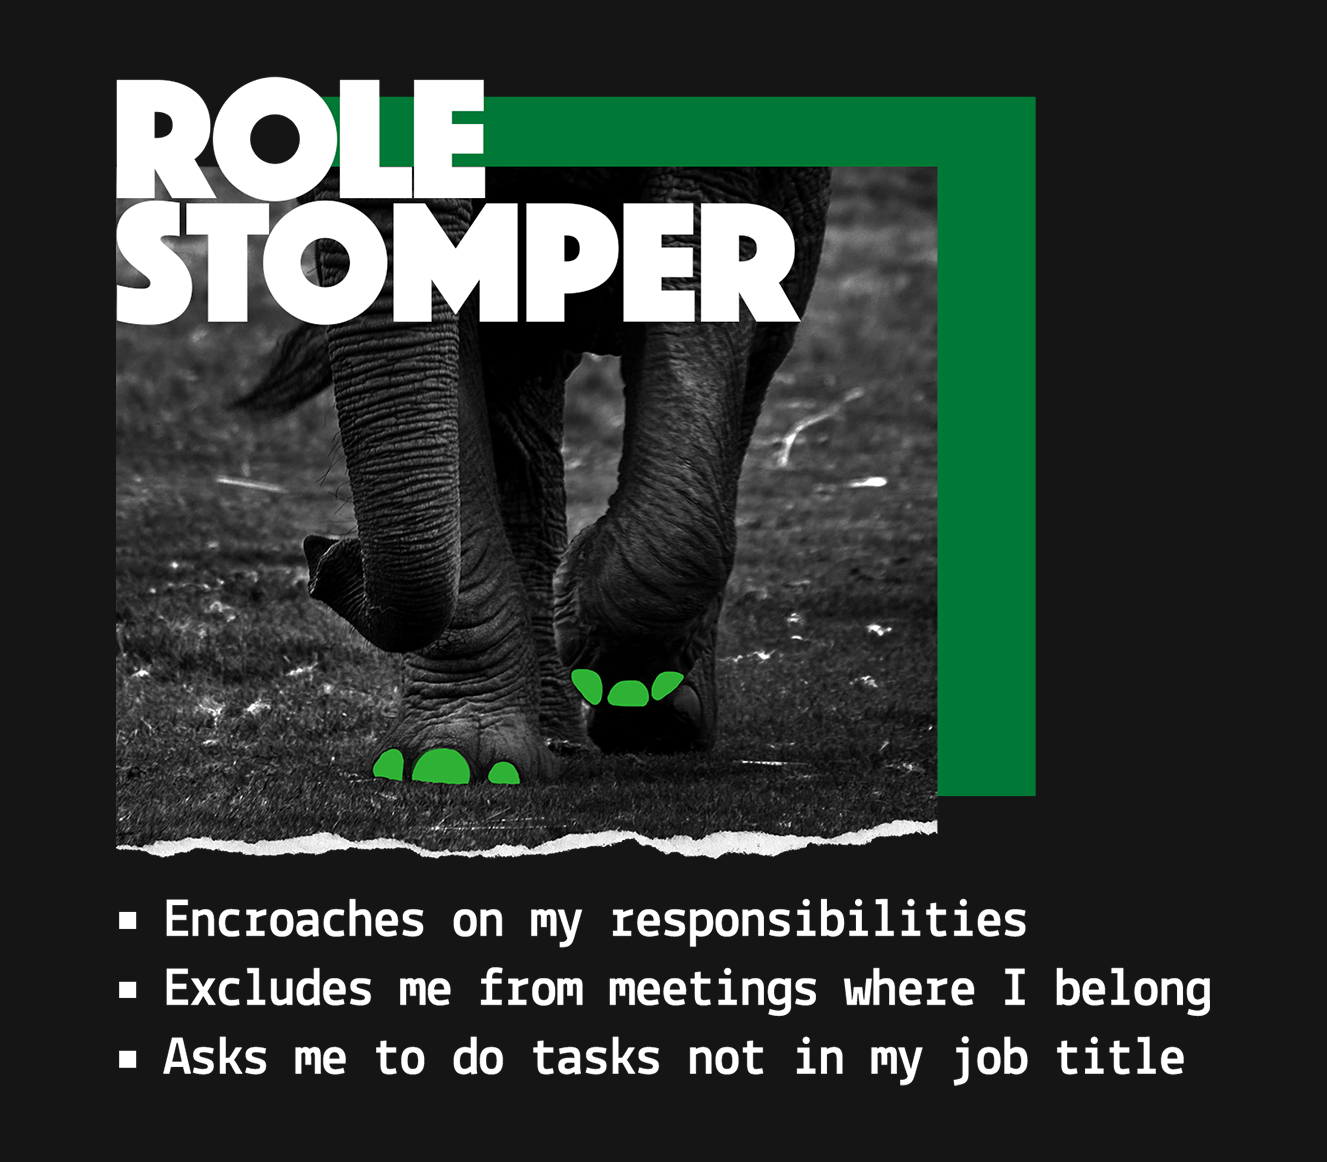 ROLE
STOMPER
▪ Encroaches on my responsibilities
▪ Excludes me from meetings where I belong
▪ Asks me to do tasks not in my job title